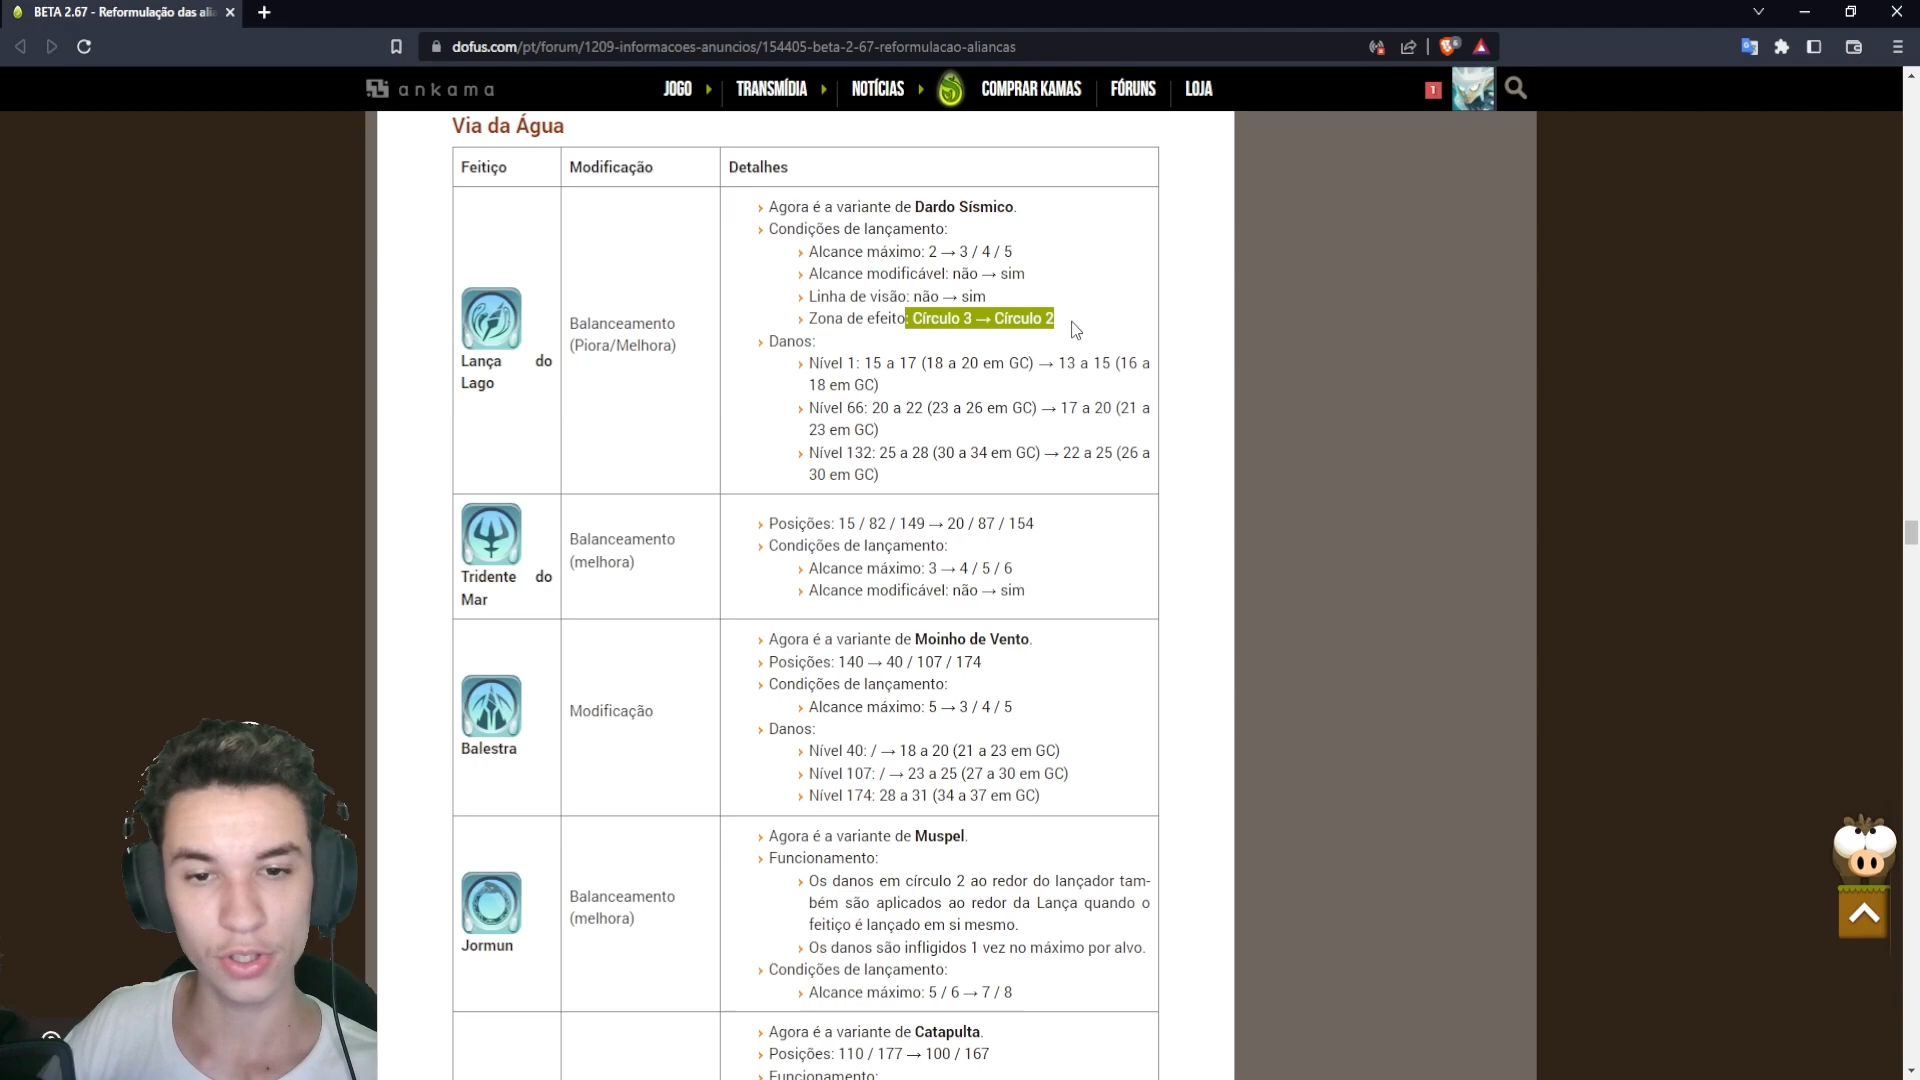 BETA 2.67 - Reformulação das alia
dofus.com/pt/forum/1209-informacoes-anuncios/154405-beta-2-67-reformulacao-aliancas
ankama
JOGO
TRANSMÍDIA
NOTÍCIAS
COMPRAR KAMAS
FÓRUNS
LOJA
1
Via da Água
Feitiço
Modificação
Detalhes
Lança do
Lago
Balanceamento
(Piora/Melhora)
› Agora é a variante de Dardo Sísmico.
› Condições de lançamento:
› Alcance máximo: 2 → 3 / 4 / 5
› Alcance modificável: não → sim
› Linha de visão: não → sim
› Zona de efeito: Círculo 3 → Círculo 2
› Danos:
› Nível 1: 15 a 17 (18 a 20 em GC) → 13 a 15 (16 a
18 em GC)
› Nível 66: 20 a 22 (23 a 26 em GC) → 17 a 20 (21 a
23 em GC)
› Nível 132: 25 a 28 (30 a 34 em GC) → 22 a 25 (26 a
30 em GC)
Tridente do
Mar
Balanceamento
(melhora)
› Posições: 15 / 82 / 149 → 20 / 87 / 154
› Condições de lançamento:
› Alcance máximo: 3 → 4 / 5 / 6
› Alcance modificável: não → sim
Balestra
Modificação
› Agora é a variante de Moinho de Vento.
› Posições: 140 → 40 / 107 / 174
› Condições de lançamento:
› Alcance máximo: 5 → 3 / 4 / 5
› Danos:
› Nível 40: / → 18 a 20 (21 a 23 em GC)
› Nível 107: / → 23 a 25 (27 a 30 em GC)
› Nível 174: 28 a 31 (34 a 37 em GC)
Jormun
Balanceamento
(melhora)
› Agora é a variante de Muspel.
› Funcionamento:
› Os danos em círculo 2 ao redor do lançador tam-
bém são aplicados ao redor da Lança quando o
feitiço é lançado em si mesmo.
› Os danos são infligidos 1 vez no máximo por alvo.
› Condições de lançamento:
› Alcance máximo: 5 / 6 → 7 / 8
› Agora é a variante de Catapulta.
› Posições: 110 / 177 → 100 / 167
› Funcionamento: